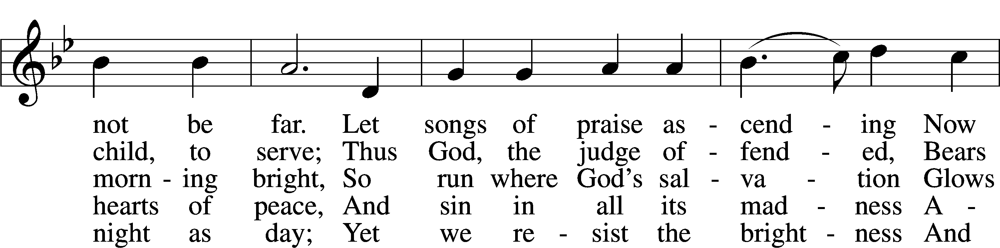 not be far. Let songs of praise as - cend - ing Now
child, to serve; Thus God, the judge of - fend - ed, Bears
morn - ing bright, So run where God's sal - va - tion Glows
hearts of peace, And sin in all its mad - ness A -
night as day; Yet we re - sist the bright - ness And